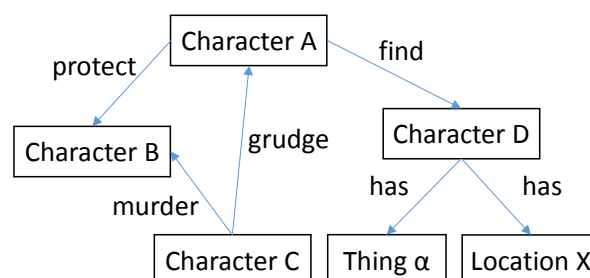 Character A
find
protect
Character D
Character B
grudge
has
has
murder
Character C
Thing α
Location X